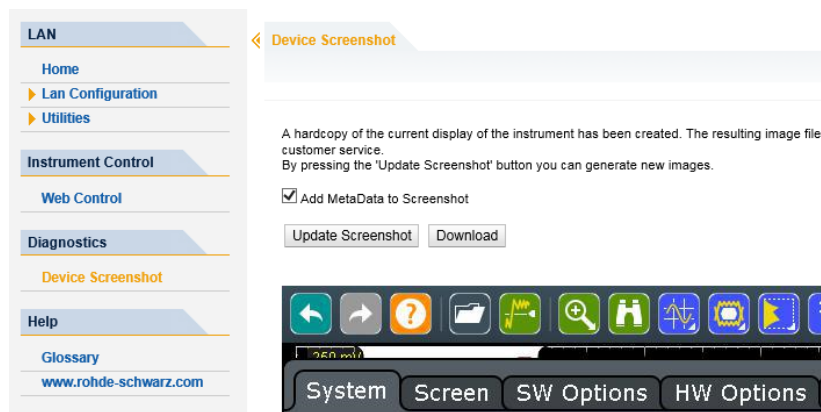 LAN
Home
Lan Configuration
Utilities
Instrument Control
Web Control
Diagnostics
Device Screenshot
Help
Glossary
www.rohde-schwarz.com
Device Screenshot
A hardcopy of the current display of the instrument has been created. The resulting image file
customer service.
By pressing the 'Update Screenshot' button you can generate new images.
Add MetaData to Screenshot
Update Screenshot Download
?
System Screen SW Options HW Options